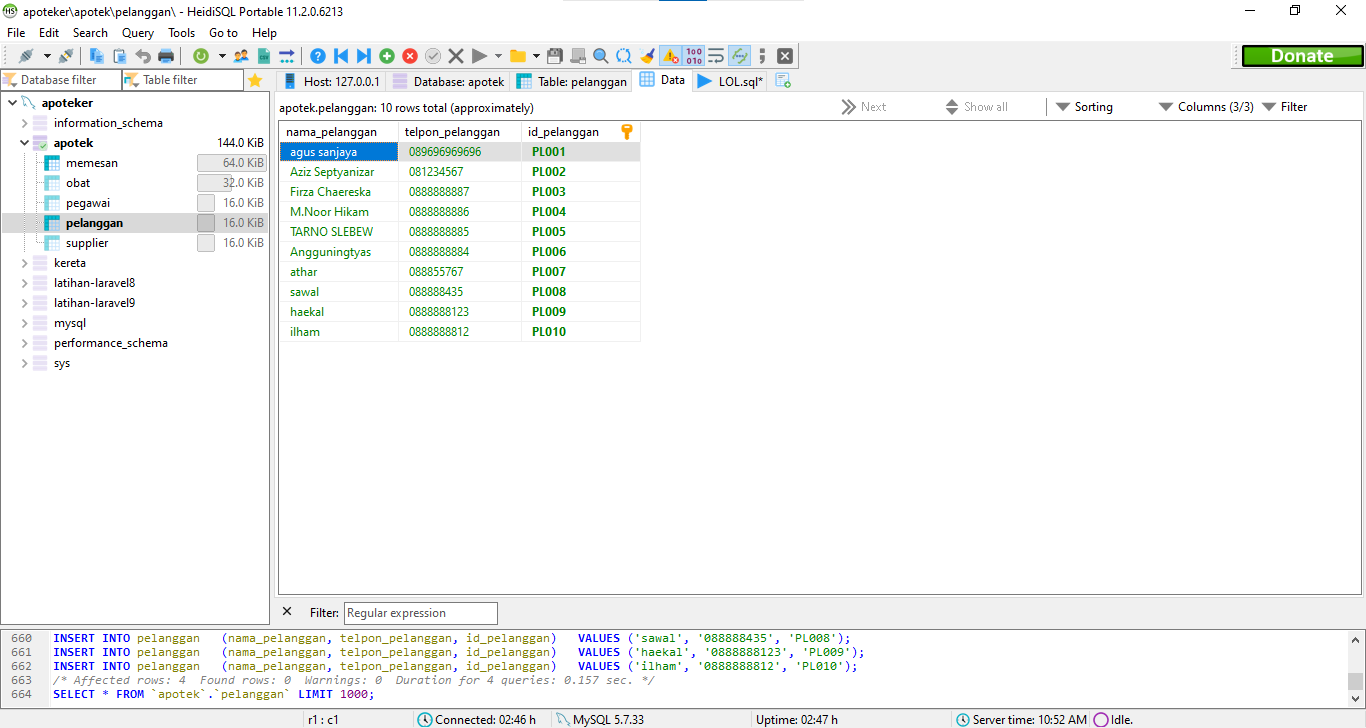 apoteker\apotek\pelanggan\ - HeidiSQL Portable 11.2.0.6213
File Edit Search Query Tools Go to Help
Donate
Database filter Table filter Host: 127.0.0.1 Database: apotek Table: pelanggan Data LOL.sql*
apoteker
information_schema
apotek 144.0 KiB
memesan 64.0 KiB
obat 32.0 KiB
pegawai 16.0 KiB
pelanggan 16.0 KiB
supplier 16.0 KiB
kereta
latihan-laravel8
latihan-laravel9
mysql
performance_schema
sys
apotek.pelanggan: 10 rows total (approximately) Next Show all Sorting Columns (3/3) Filter
nama_pelanggan telpon_pelanggan id_pelanggan
agus sanjaya 089696969696 PL001
Aziz Septyanizar 081234567 PL002
Firza Chaereska 0888888887 PL003
M.Noor Hikam 0888888886 PL004
TARNO SLEBEW 0888888885 PL005
Angguningtyas 0888888884 PL006
athar 088855767 PL007
sawal 088888435 PL008
haekal 0888888123 PL009
ilham 0888888812 PL010
Filter: Regular expression
660 INSERT INTO pelanggan (nama_pelanggan, telpon_pelanggan, id_pelanggan) VALUES ('sawal', '088888435', 'PL008');
661 INSERT INTO pelanggan (nama_pelanggan, telpon_pelanggan, id_pelanggan) VALUES ('haekal', '0888888123', 'PL009');
662 INSERT INTO pelanggan (nama_pelanggan, telpon_pelanggan, id_pelanggan) VALUES ('ilham', '0888888812', 'PL010');
663 /* Affected rows: 4 Found rows: 0 Warnings: 0 Duration for 4 queries: 0.157 sec. */
664 SELECT * FROM `apotek`.`pelanggan` LIMIT 1000;
r1 : c1 Connected: 02:46 h MySQL 5.7.33 Uptime: 02:47 h Server time: 10:52 AM Idle.